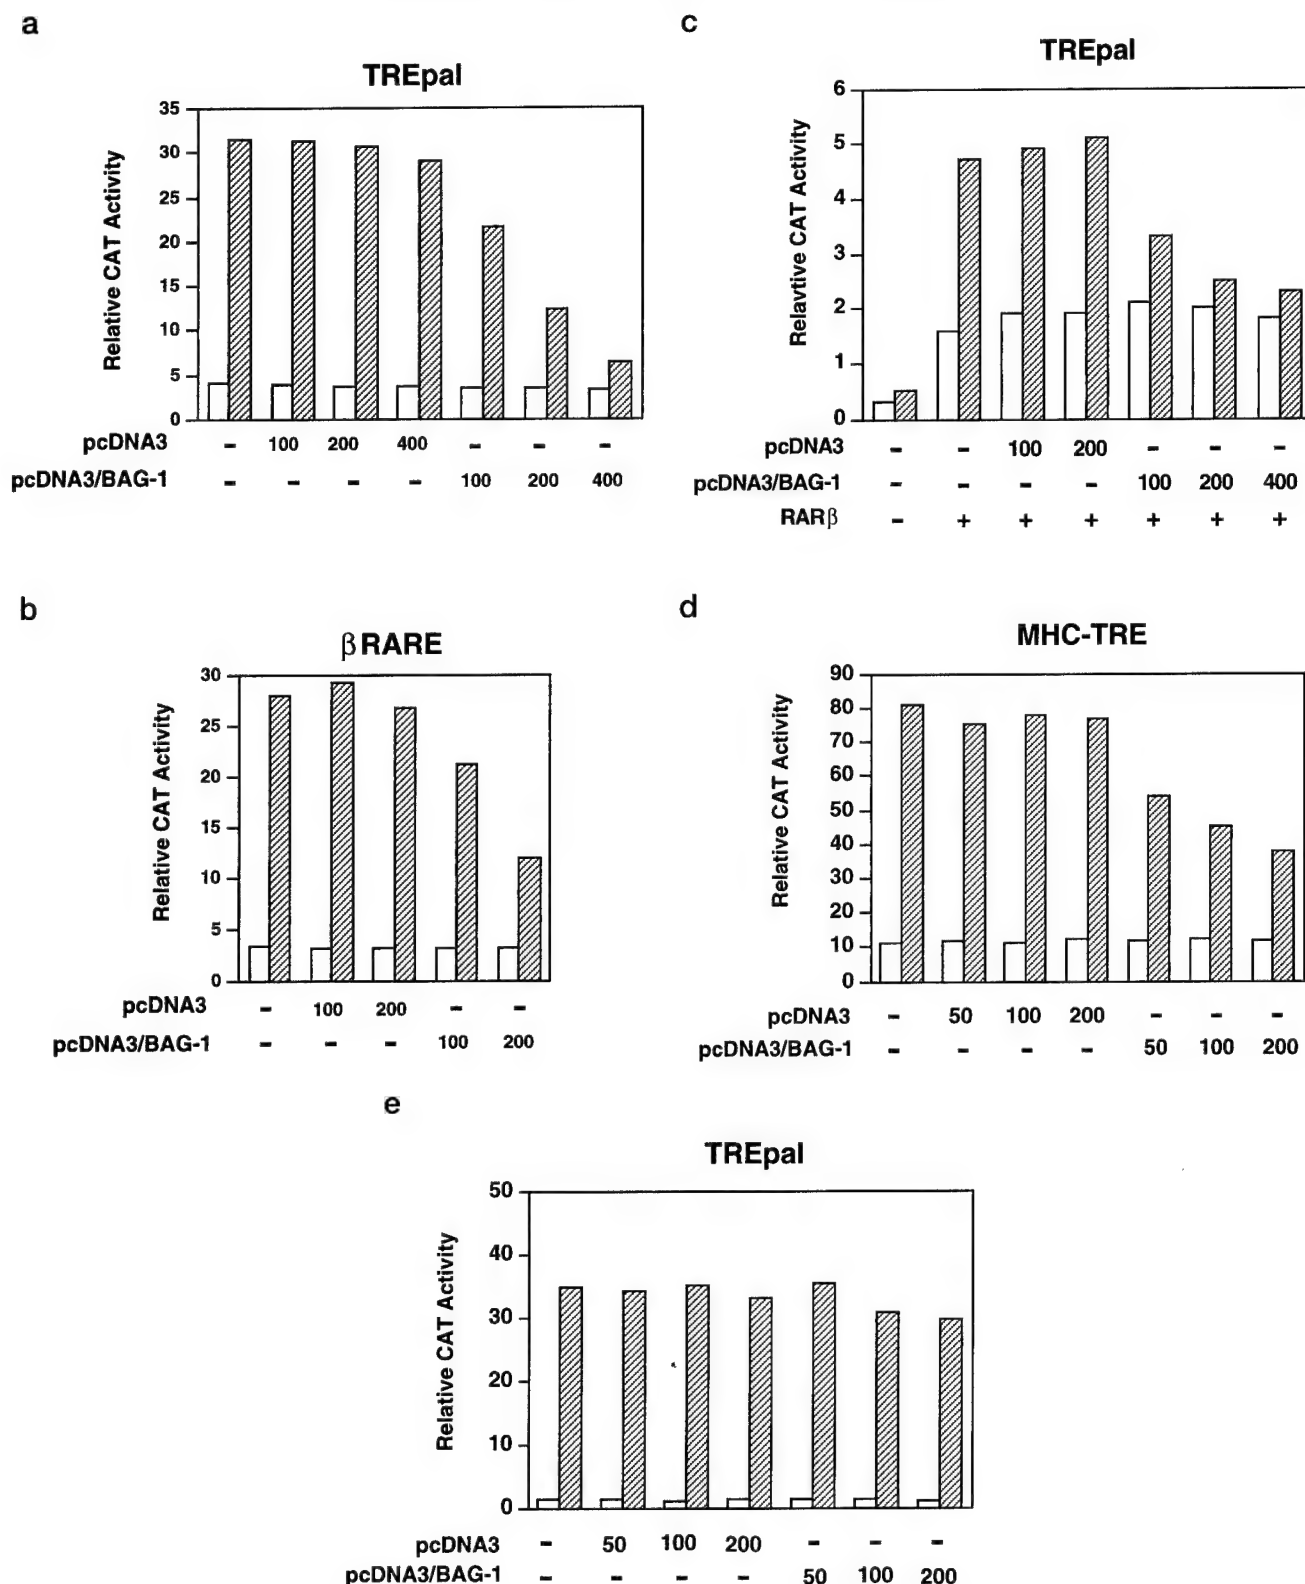 a
TREpal
Relative CAT Activity
35
30
25
20
15
10
5
0
pcDNA3 - 100 200 400 - - -
pcDNA3/BAG-1 - - - - 100 200 400
c
TREpal
Relavtive CAT Activity
6
5
4
3
2
1
0
pcDNA3 - - 100 200 - - -
pcDNA3/BAG-1 - - - - 100 200 400
RARβ - + + + + + +
b
βRARE
Relative CAT Activity
30
25
20
15
10
5
0
pcDNA3 - 100 200 - -
pcDNA3/BAG-1 - - - 100 200
d
MHC-TRE
Relative CAT Activity
90
80
70
60
50
40
30
20
10
0
pcDNA3 - 50 100 200 - - -
pcDNA3/BAG-1 - - - - 50 100 200
e
TREpal
Relative CAT Activity
50
40
30
20
10
0
pcDNA3 - 50 100 200 - - -
pcDNA3/BAG-1 - - - - 50 100 200